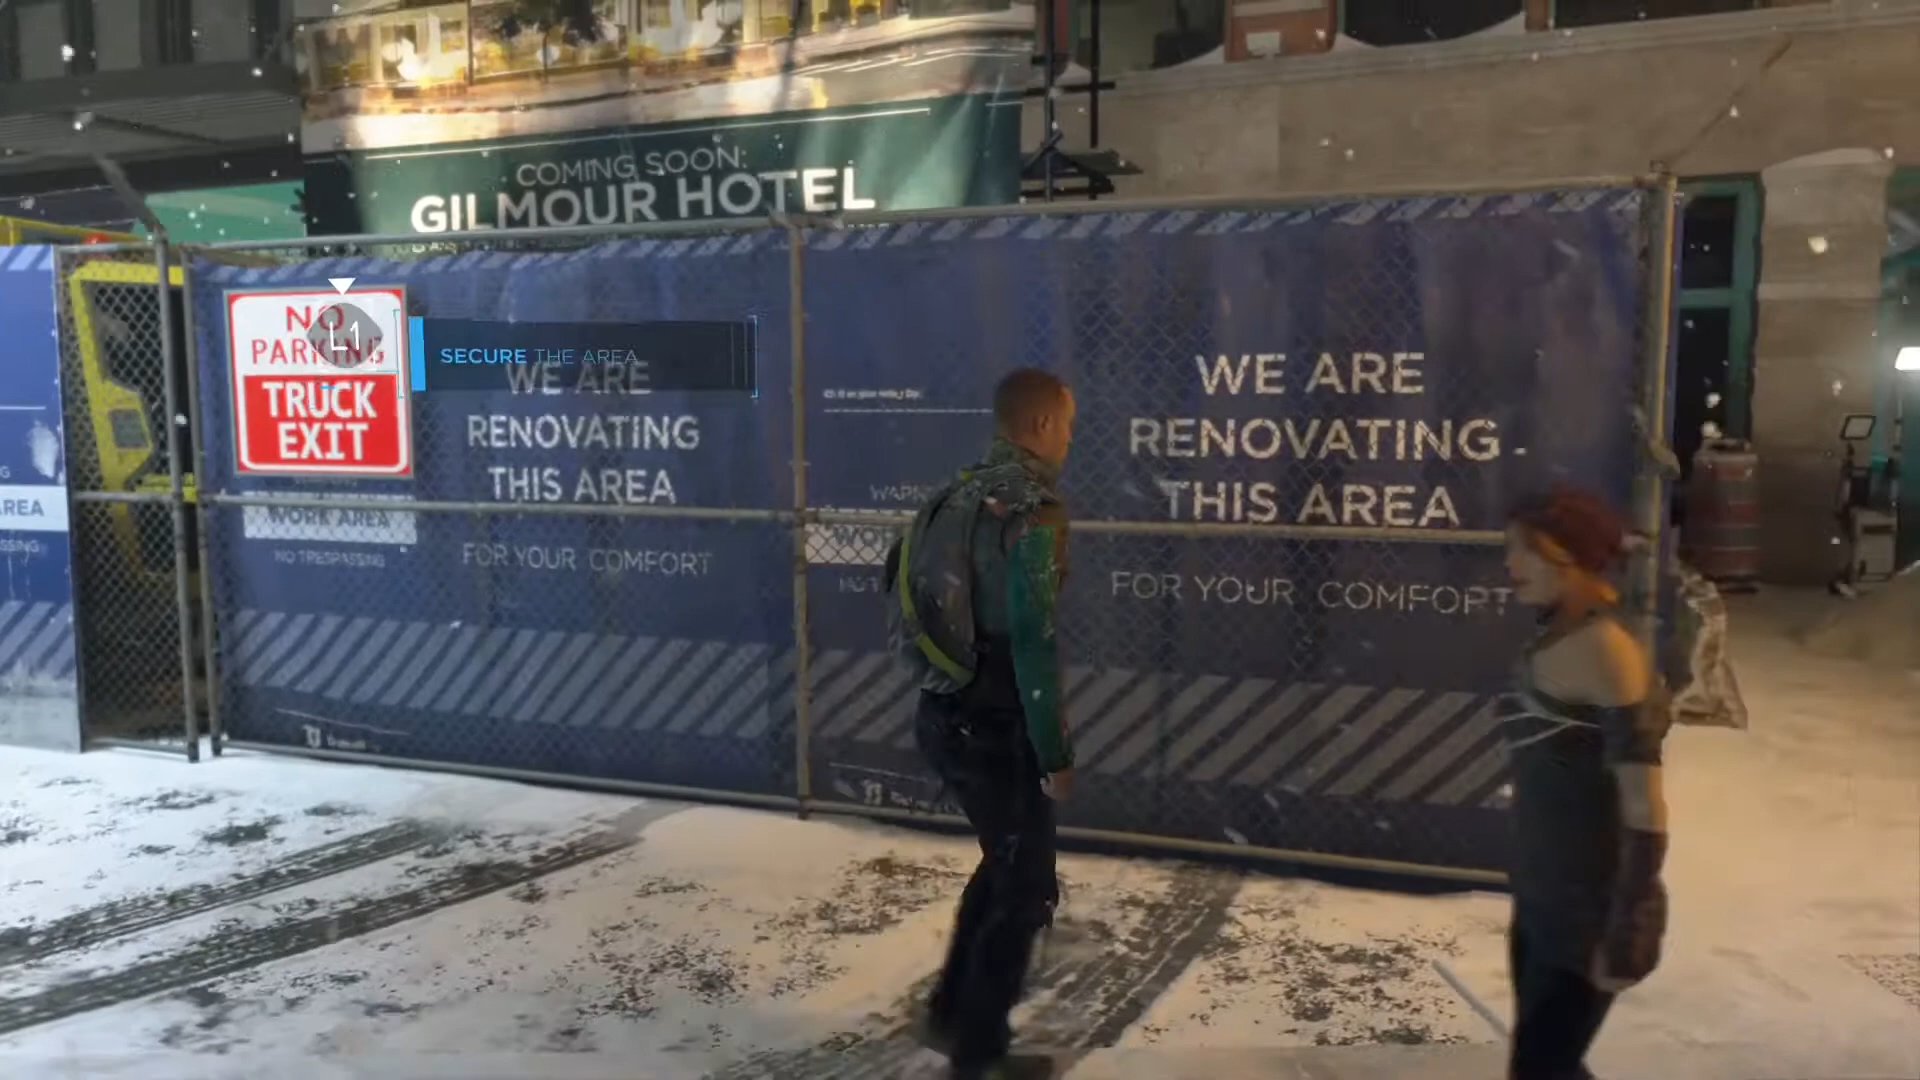 COMING SOON:
GILMOUR HOTEL
NO
PARKING
L1
TRUCK
EXIT
SECURE THE AREA
WE ARE
RENOVATING
THIS AREA
WORK AREA
NO TRESPASSING
FOR YOUR COMFORT
WE ARE
RENOVATING
THIS AREA
FOR YOUR COMFORT
AREA